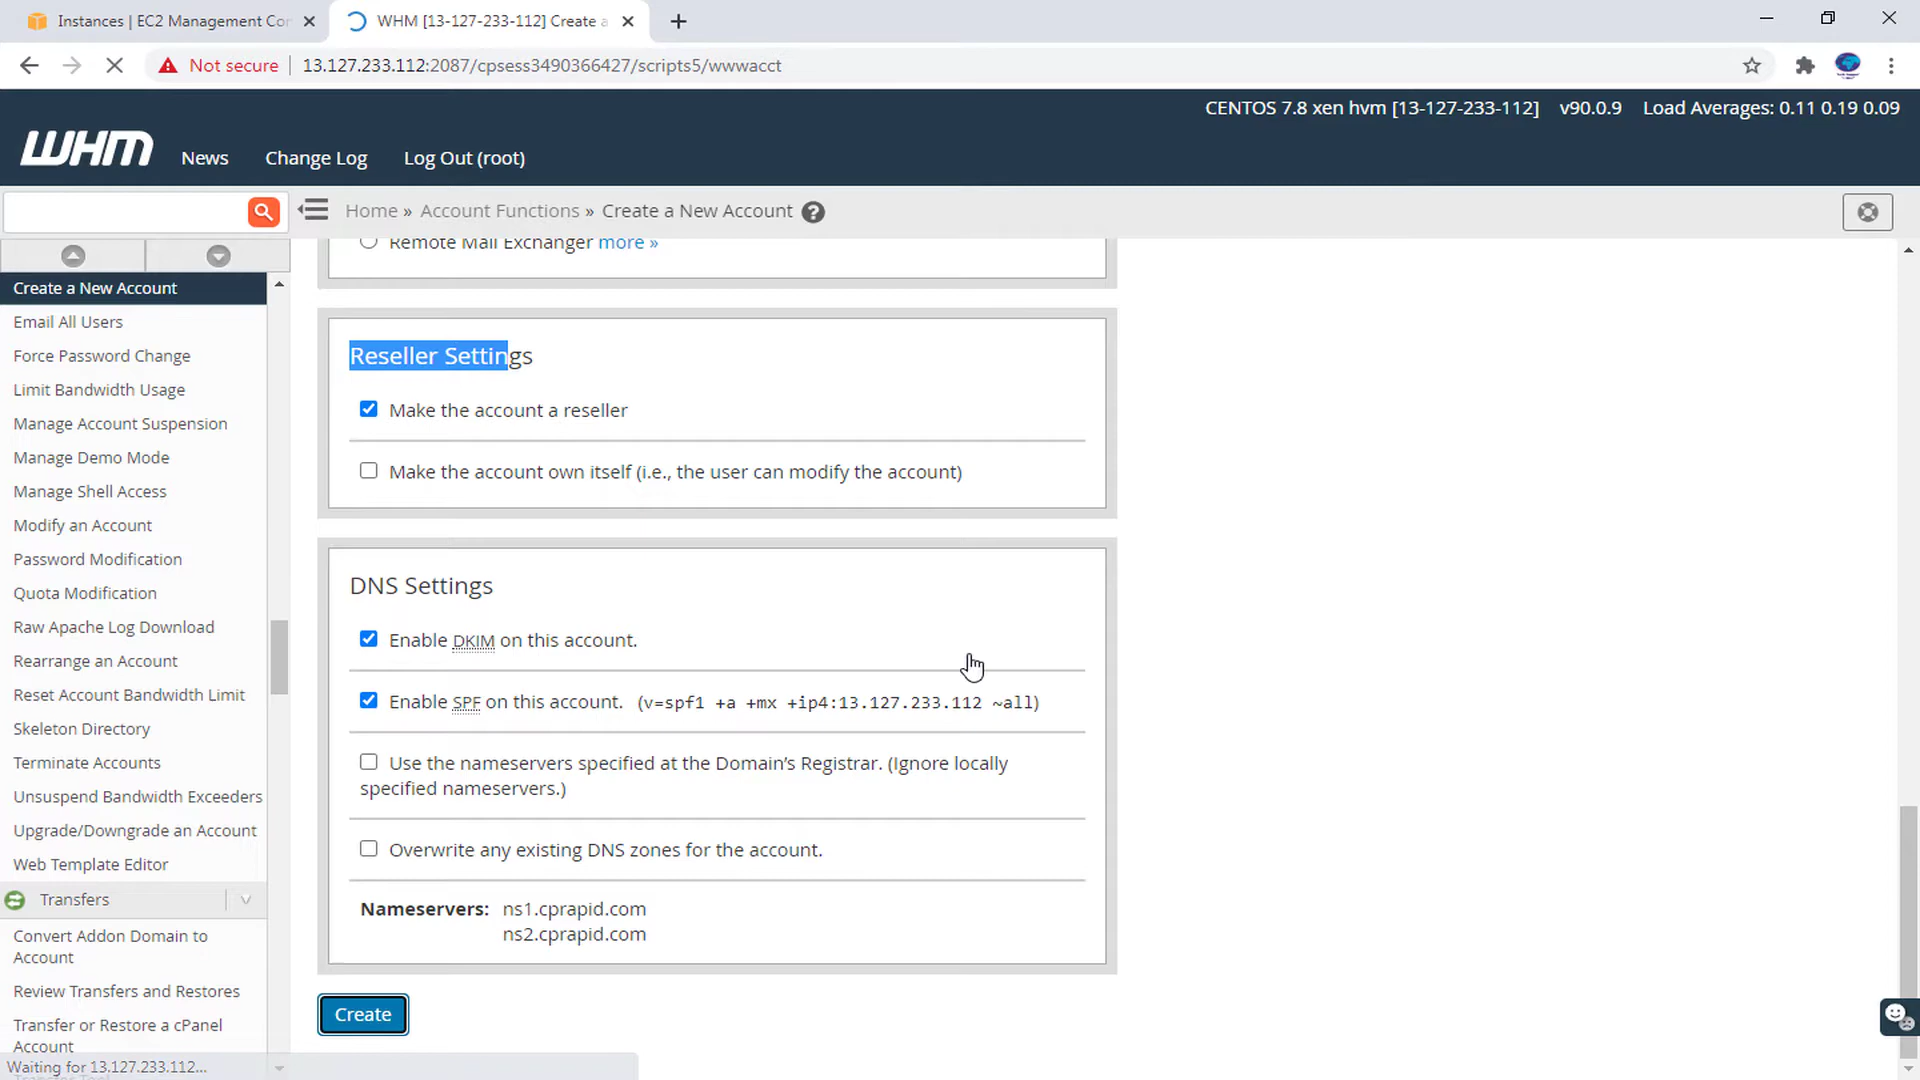 Instances | EC2 Management Con
WHM [13-127-233-112] Create a
Not secure
13.127.233.112:2087/cpsess3490366427/scripts5/wwwacct
CENTOS 7.8 xen hvm [13-127-233-112] v90.0.9 Load Averages: 0.11 0.19 0.09
WHM News Change Log Log Out (root)
Home » Account Functions » Create a New Account
Create a New Account
Email All Users
Force Password Change
Limit Bandwidth Usage
Manage Account Suspension
Manage Demo Mode
Manage Shell Access
Modify an Account
Password Modification
Quota Modification
Raw Apache Log Download
Rearrange an Account
Reset Account Bandwidth Limit
Skeleton Directory
Terminate Accounts
Unsuspend Bandwidth Exceeders
Upgrade/Downgrade an Account
Web Template Editor
Transfers
Convert Addon Domain to
Account
Review Transfers and Restores
Transfer or Restore a cPanel
Account
Remote Mail Exchanger more »
Reseller Settings
Make the account a reseller
Make the account own itself (i.e., the user can modify the account)
DNS Settings
Enable DKIM on this account.
Enable SPF on this account. (v=spf1 +a +mx +ip4:13.127.233.112 ~all)
Use the nameservers specified at the Domain's Registrar. (Ignore locally
specified nameservers.)
Overwrite any existing DNS zones for the account.
Nameservers: ns1.cprapid.com
ns2.cprapid.com
Create
Waiting for 13.127.233.112...